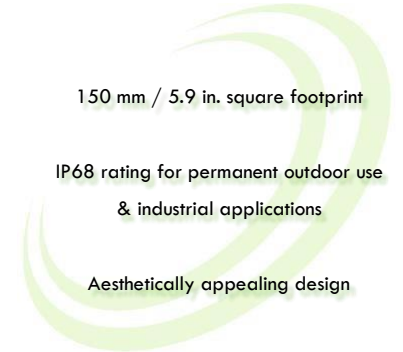 150 mm / 5.9 in. square footprint
IP68 rating for permanent outdoor use
& industrial applications
Aesthetically appealing design